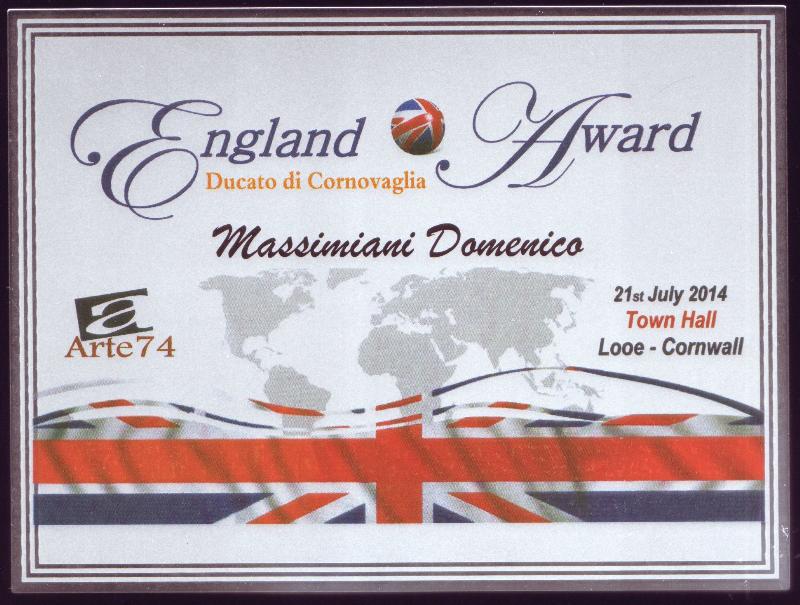 England Award
Ducato di Cornovaglia
Massimiani Domenico
21st July 2014
Town Hall
Looe - Cornwall
a
Arte74